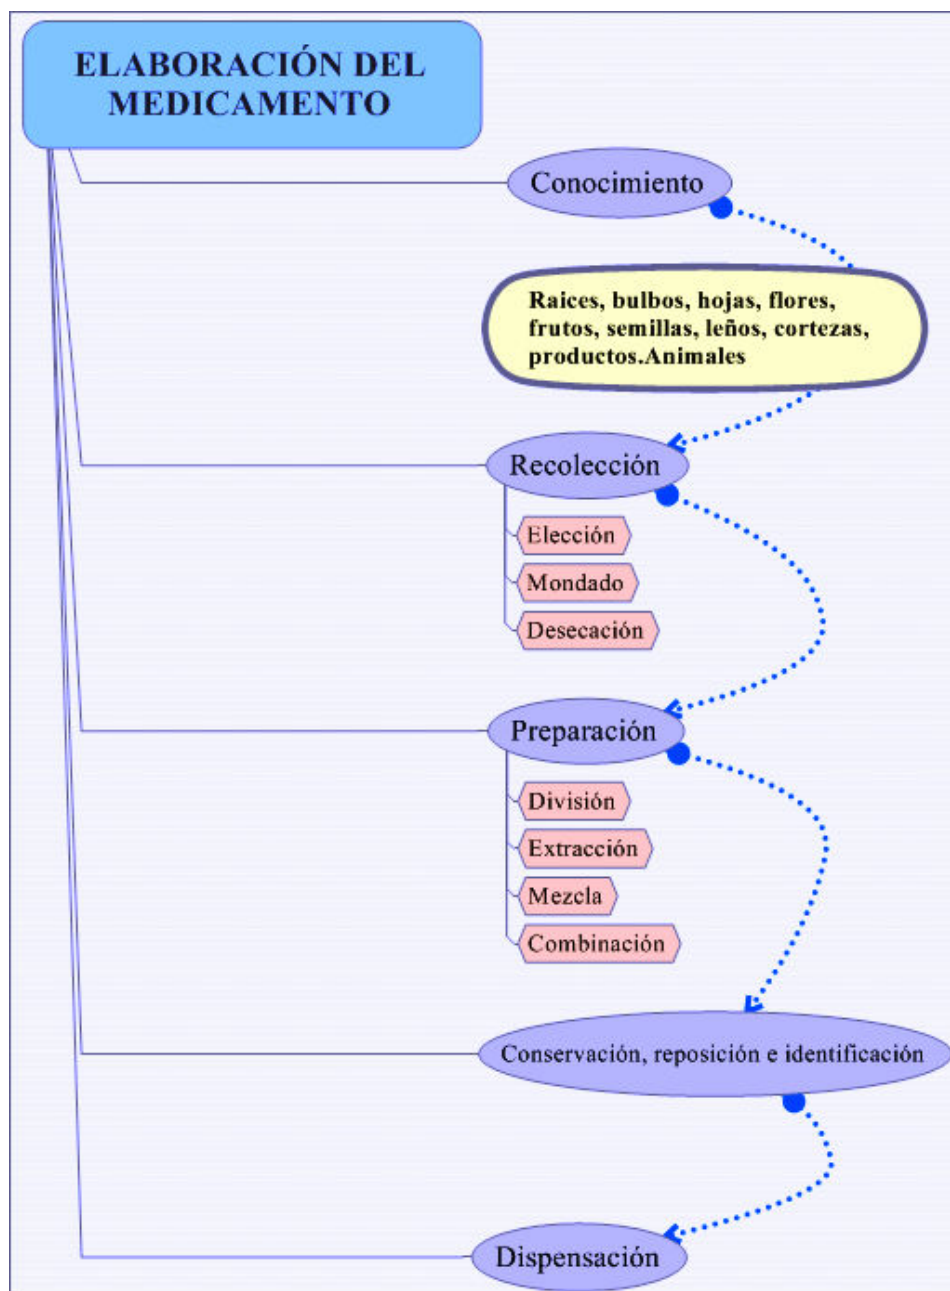 ELABORACIÓN DEL
MEDICAMENTO
Conocimiento
Raices, bulbos, hojas, flores,
frutos, semillas, leños, cortezas,
productos.Animales
Recolección
Elección
Mondado
Desecación
Preparación
División
Extracción
Mezcla
Combinación
Conservación, reposición e identificación
Dispensación